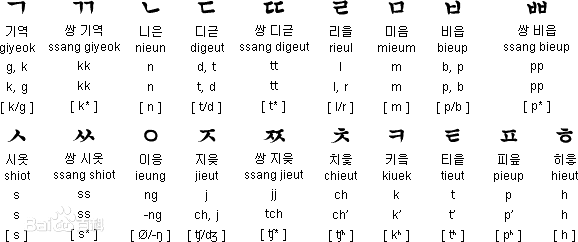 ㄱ ㄲ ㄴ ㄷ ㄸ ㄹ ㅁ ㅂ ㅃ
기역 쌍 기역 니은 디귿 쌍 디귿 리을 미음 비읍 쌍 비읍
giyeok ssang giyeok nieun digeut ssang digeut rieul mieum bieup ssang bieup
g, k kk n d, t tt l m b, p pp
k, g kk n t, d tt l, r m p, b pp
[ k/g ] [ k* ] [ n ] [ t/d ] [ t* ] [ l/r ] [ m ] [ p/b ] [ p* ]
ㅅ ㅆ ㅇ ㅈ ㅉ ㅊ ㅋ ㅌ ㅍ ㅎ
시옷 쌍 시옷 이응 지읒 쌍 지읒 치읓 키읔 티읕 피읖 히읗
shiot ssang shiot ieung jieut ssang jieut chieut kiuek tieut pieup hieut
s ss ng j jj ch k t p h
s ss -ng ch, j tch ch’ k’ t’ p’ h
[ s ] [ s* ] [ Ø/-ŋ ] [ ʧ/ʤ ] [ ʧ* ] [ ʧʰ ] [ kʰ ] [ tʰ ] [ pʰ ] [ h ]